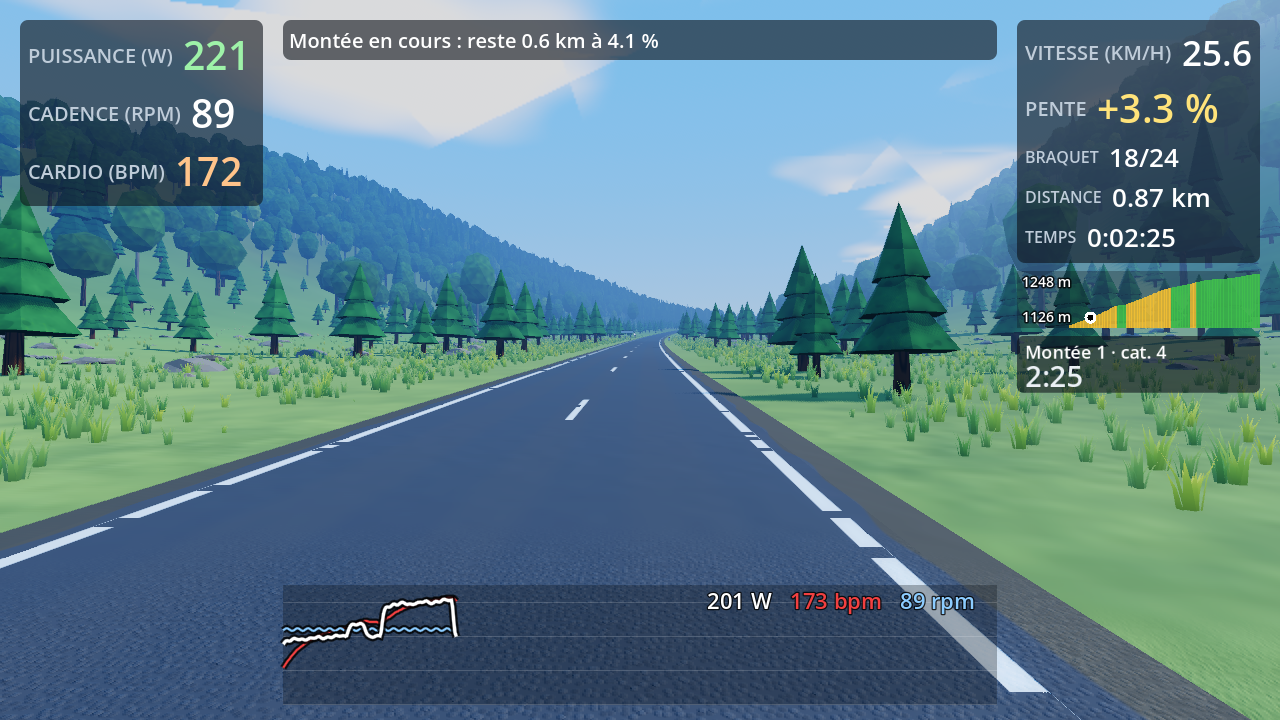 PUISSANCE (W) 221
CADENCE (RPM) 89
CARDIO (BPM) 172
Montée en cours : reste 0.6 km à 4.1 %
VITESSE (KM/H) 25.6
PENTE +3.3 %
BRAQUET 18/24
DISTANCE 0.87 km
TEMPS 0:02:25
1248 m
1126 m
Montée 1 · cat. 4
2:25
201 W 173 bpm 89 rpm